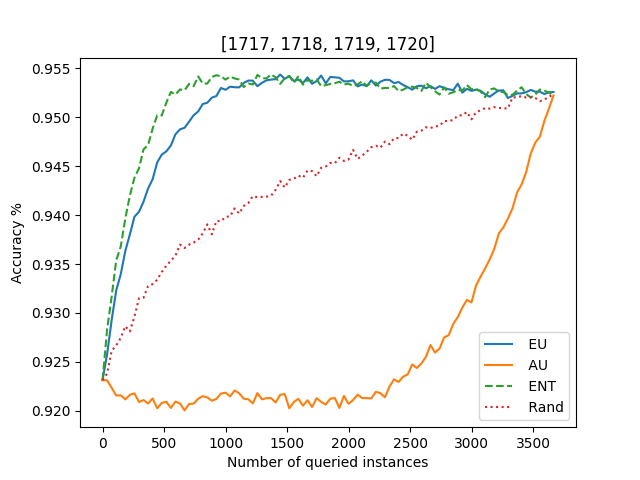 [1717, 1718, 1719, 1720]
0.955
0.950
0.945
0.940
0.935
0.930
0.925
0.920
Accuracy %
0 500 1000 1500 2000 2500 3000 3500
Number of queried instances
EU
AU
ENT
Rand